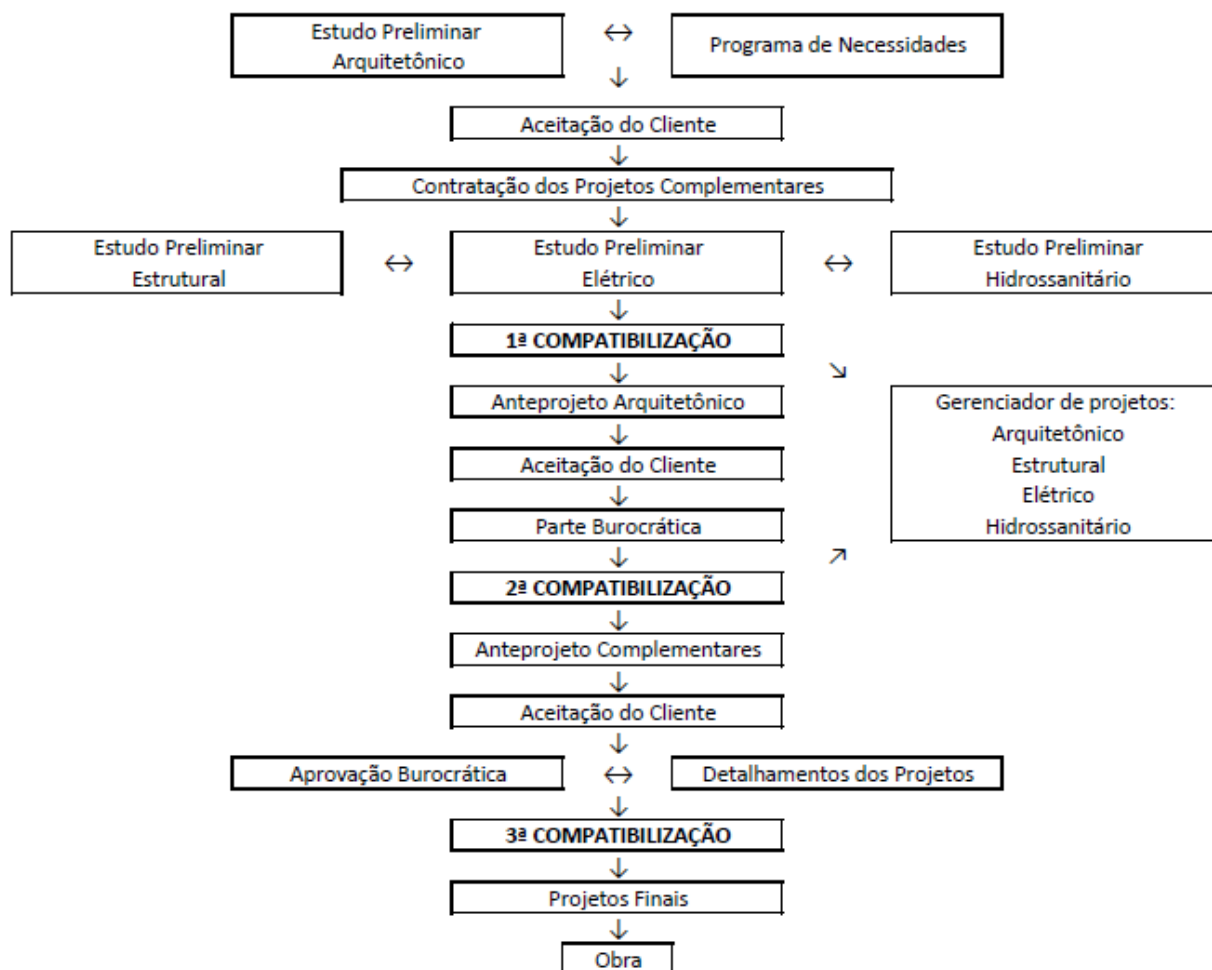 Estudo Preliminar
Arquitetônico
↔
Programa de Necessidades
↓
Aceitação do Cliente
↓
Contratação dos Projetos Complementares
↓
Estudo Preliminar
Estrutural
↔
Estudo Preliminar
Elétrico
↔
Estudo Preliminar
Hidrossanitário
↓
1ª COMPATIBILIZAÇÃO
↓
↘
Anteprojeto Arquitetônico
↓
Aceitação do Cliente
↓
Parte Burocrática
↓
Gerenciador de projetos:
Arquitetônico
Estrutural
Elétrico
Hidrossanitário
↗
2ª COMPATIBILIZAÇÃO
↓
Anteprojeto Complementares
↓
Aceitação do Cliente
↓
Aprovação Burocrática
↔
Detalhamentos dos Projetos
↓
3ª COMPATIBILIZAÇÃO
↓
Projetos Finais
↓
Obra